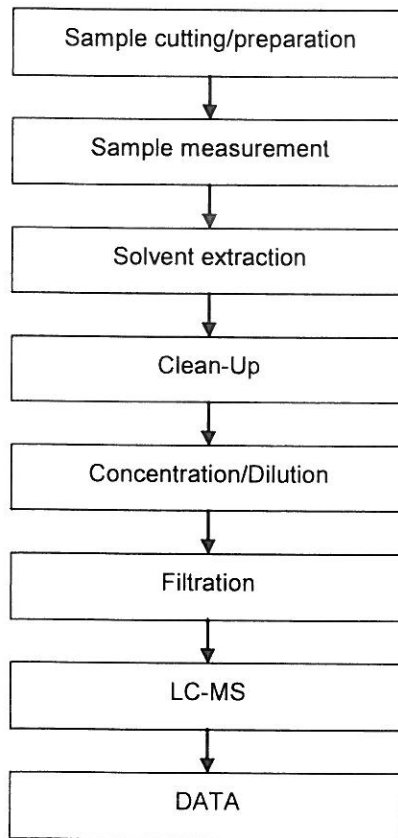 Sample cutting/preparation
Sample measurement
Solvent extraction
Clean-Up
Concentration/Dilution
Filtration
LC-MS
DATA